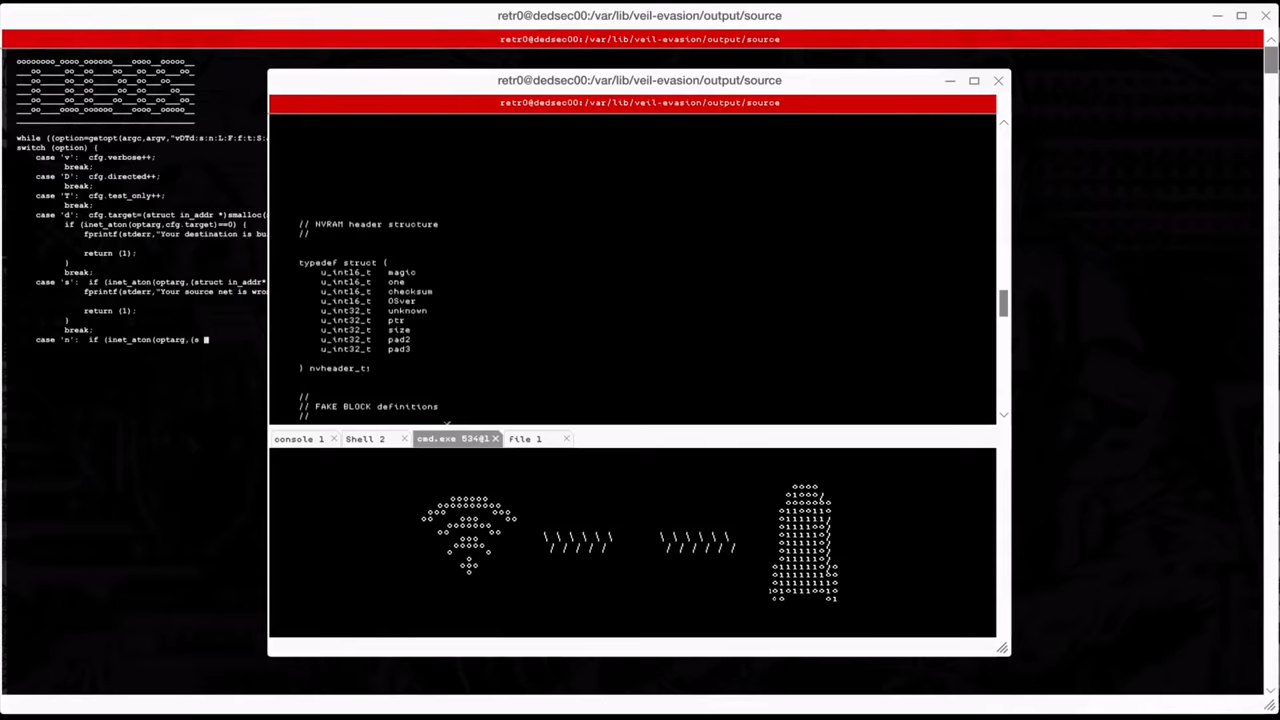 retr0@dedsec00:/var/lib/veil-evasion/output/source
retr0@dedsec00:/var/lib/veil-evasion/output/source
while ((option=getopt(argc,argv,"vDTd:s:n:L:F:f:t:S:
switch (option) {
case 'v': cfg.verbose++;
break;
case 'D': cfg.directed++;
break;
case 'T': cfg.test_only++;
break;
case 'd': cfg.target=(struct in_addr *)smalloc(
if (inet_aton(optarg,cfg.target)==0) {
fprintf(stderr,"Your destination is bu
return (1);
}
break;
case 's': if (inet_aton(optarg,(struct in_addr*
fprintf(stderr,"Your source net is wro
return (1);
}
break;
case 'n': if (inet_aton(optarg,(s
retr0@dedsec00:/var/lib/veil-evasion/output/source
retr0@dedsec00:/var/lib/veil-evasion/output/source
// NVRAM header structure
//
typedef struct {
u_int16_t magic
u_int16_t one
u_int16_t checksum
u_int16_t OSver
u_int32_t unknown
u_int32_t ptr
u_int32_t size
u_int32_t pad2
u_int32_t pad3
} nvheader_t;
//
// FAKE BLOCK definitions
//
console 1 Shell 2 cmd.exe 534@1 File 1